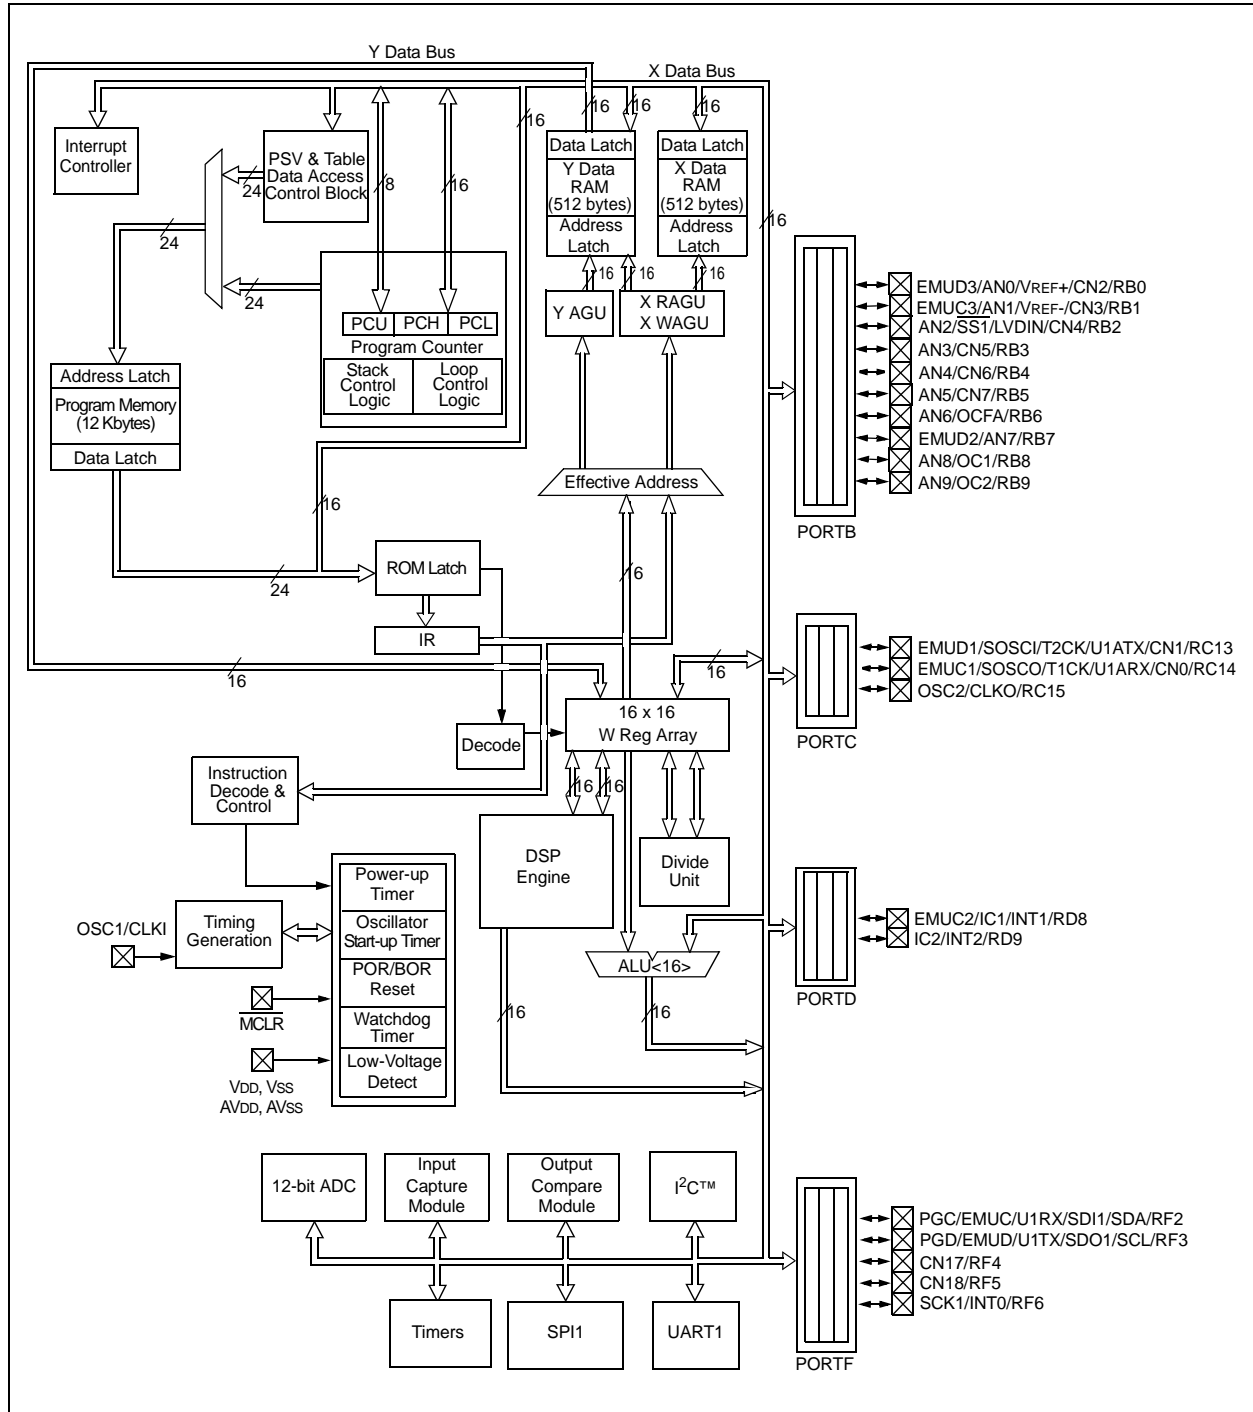 Y Data Bus
X Data Bus
16
16
16
16
Interrupt
Controller
PSV & Table
Data Access
Control Block
24
8
16
Data Latch
Y Data
RAM
(512 bytes)
Address
Latch
Data Latch
X Data
RAM
(512 bytes)
Address
Latch
16
24
24
16
16
16
Y AGU
X RAGU
X WAGU
PCU
PCH
PCL
Program Counter
Stack
Control
Logic
Loop
Control
Logic
Address Latch
Program Memory
(12 Kbytes)
Data Latch
Effective Address
16
24
ROM Latch
16
IR
16
16
16 x 16
W Reg Array
Decode
Instruction
Decode &
Control
16
16
DSP
Engine
Divide
Unit
Power-up
Timer
Oscillator
Start-up Timer
POR/BOR
Reset
Watchdog
Timer
Low-Voltage
Detect
OSC1/CLKI
Timing
Generation
MCLR
VDD, VSS
AVDD, AVSS
ALU<16>
16
16
12-bit ADC
Input
Capture
Module
Output
Compare
Module
I2C™
Timers
SPI1
UART1
EMUD3/AN0/VREF+/CN2/RB0
EMUC3/AN1/VREF-/CN3/RB1
AN2/SS1/LVDIN/CN4/RB2
AN3/CN5/RB3
AN4/CN6/RB4
AN5/CN7/RB5
AN6/OCFA/RB6
EMUD2/AN7/RB7
AN8/OC1/RB8
AN9/OC2/RB9
PORTB
EMUD1/SOSCI/T2CK/U1ATX/CN1/RC13
EMUC1/SOSCO/T1CK/U1ARX/CN0/RC14
OSC2/CLKO/RC15
PORTC
EMUC2/IC1/INT1/RD8
IC2/INT2/RD9
PORTD
PGC/EMUC/U1RX/SDI1/SDA/RF2
PGD/EMUD/U1TX/SDO1/SCL/RF3
CN17/RF4
CN18/RF5
SCK1/INT0/RF6
PORTF